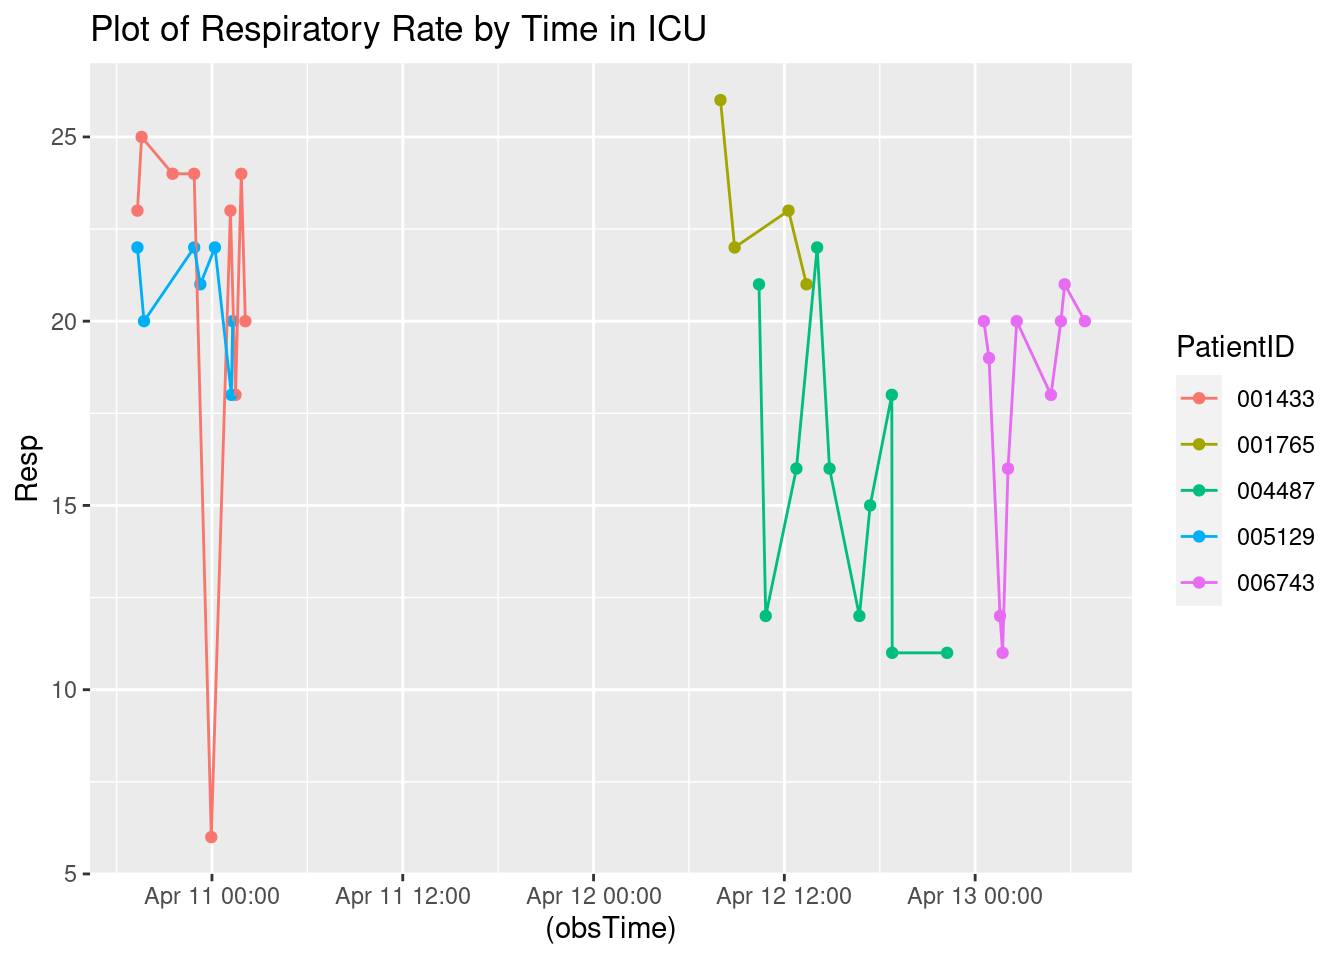 Plot of Respiratory Rate by Time in ICU
25
20
15
10
5
Resp
Apr 11 00:00
Apr 11 12:00
Apr 12 00:00
Apr 12 12:00
Apr 13 00:00
(obsTime)
PatientID
001433
001765
004487
005129
006743